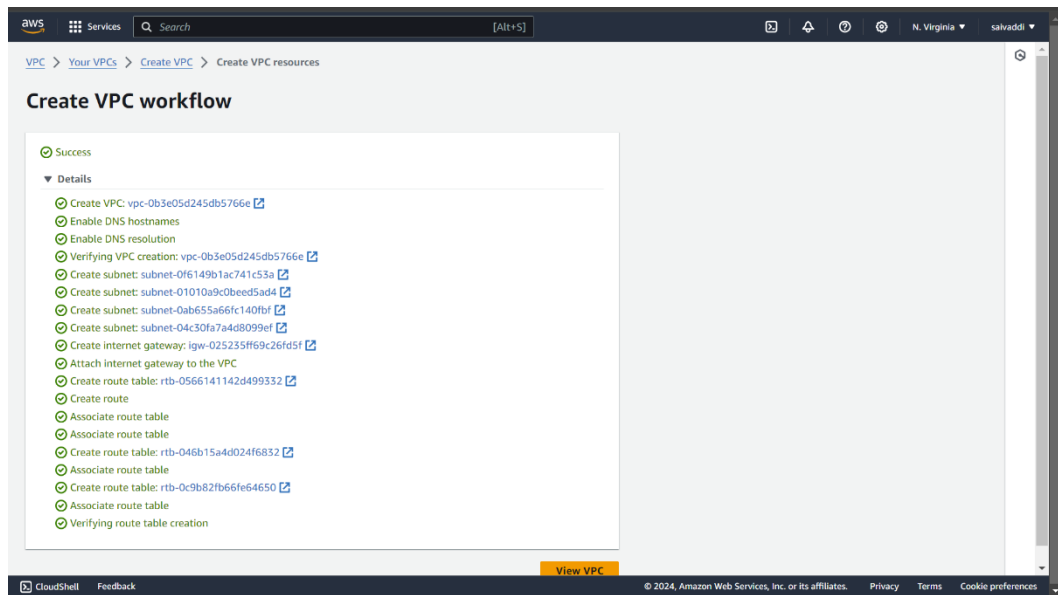 aws Services Search [Alt+S] N. Virginia saivaddi
VPC > Your VPCs > Create VPC > Create VPC resources
Create VPC workflow
Success
Details
Create VPC: vpc-0b3e05d245db5766e
Enable DNS hostnames
Enable DNS resolution
Verifying VPC creation: vpc-0b3e05d245db5766e
Create subnet: subnet-0f6149b1ac741c53a
Create subnet: subnet-01010a9c0beed5ad4
Create subnet: subnet-0ab655a66fc140fbf
Create subnet: subnet-04c30fa7a4d8099ef
Create internet gateway: igw-025235ff69c26fd5f
Attach internet gateway to the VPC
Create route table: rtb-0566141142d499332
Create route
Associate route table
Associate route table
Create route table: rtb-046b15a4d024f6832
Associate route table
Create route table: rtb-0c9b82fb66fe64650
Associate route table
Verifying route table creation
View VPC
CloudShell Feedback © 2024, Amazon Web Services, Inc. or its affiliates. Privacy Terms Cookie preferences